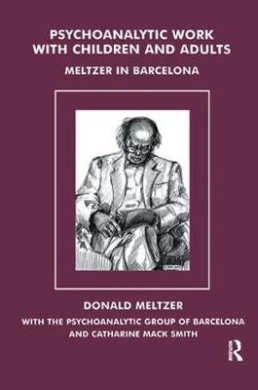 PSYCHOANALYTIC WORK
WITH CHILDREN AND ADULTS
MELTZER IN BARCELONA
DONALD MELTZER
WITH THE PSYCHOANALYTIC GROUP OF BARCELONA
AND CATHARINE MACK SMITH
R